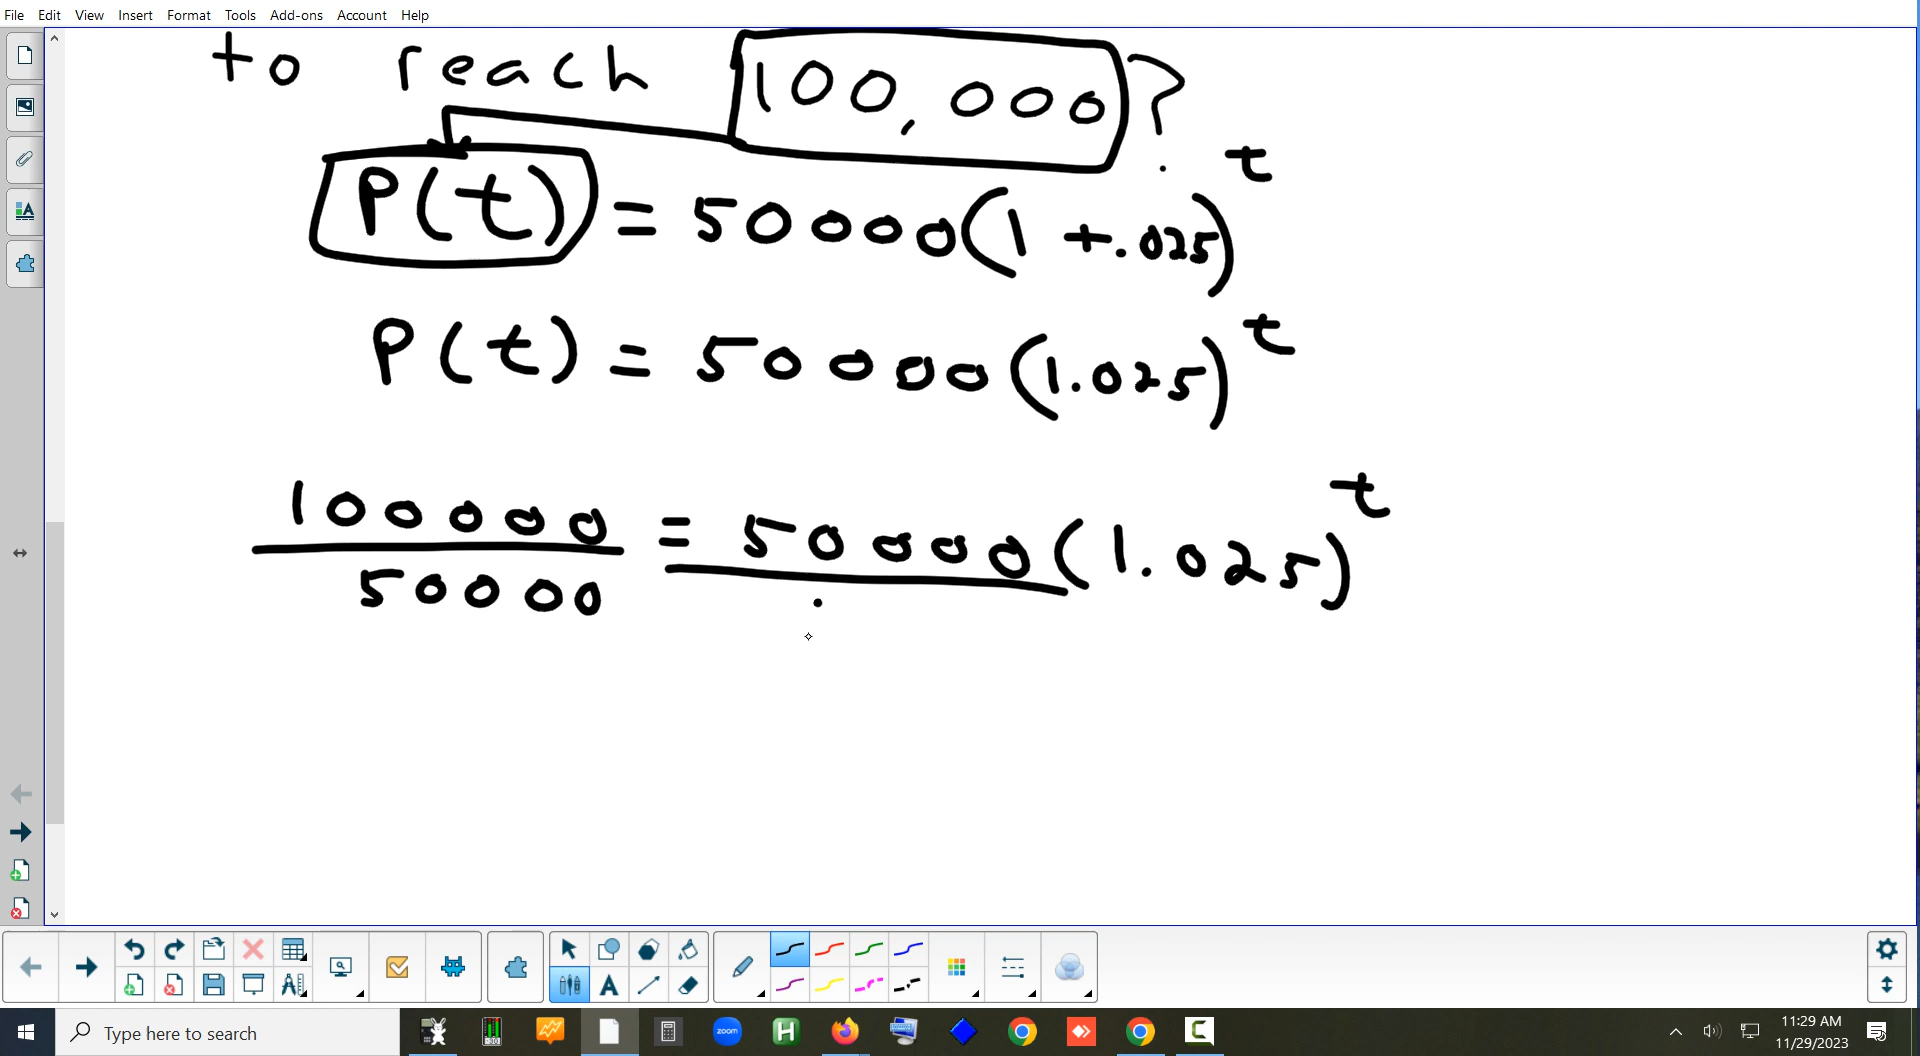 File Edit View Insert Format Tools Add-ons Account Help
to reach 100,000?
P(t) = 50000(1 + .025)^t
P(t) = 50000(1.025)^t
100000 = 50000(1.025)^t
50000
Type here to search
zoom
11:29 AM
11/29/2023